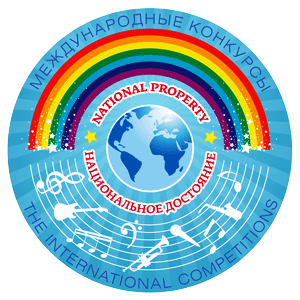 МЕЖДУНАРОДНЫЕ КОНКУРСЫ
NATIONAL PROPERTY
НАЦИОНАЛЬНОЕ ДОСТОЯНИЕ
THE INTERNATIONAL COMPETITIONS